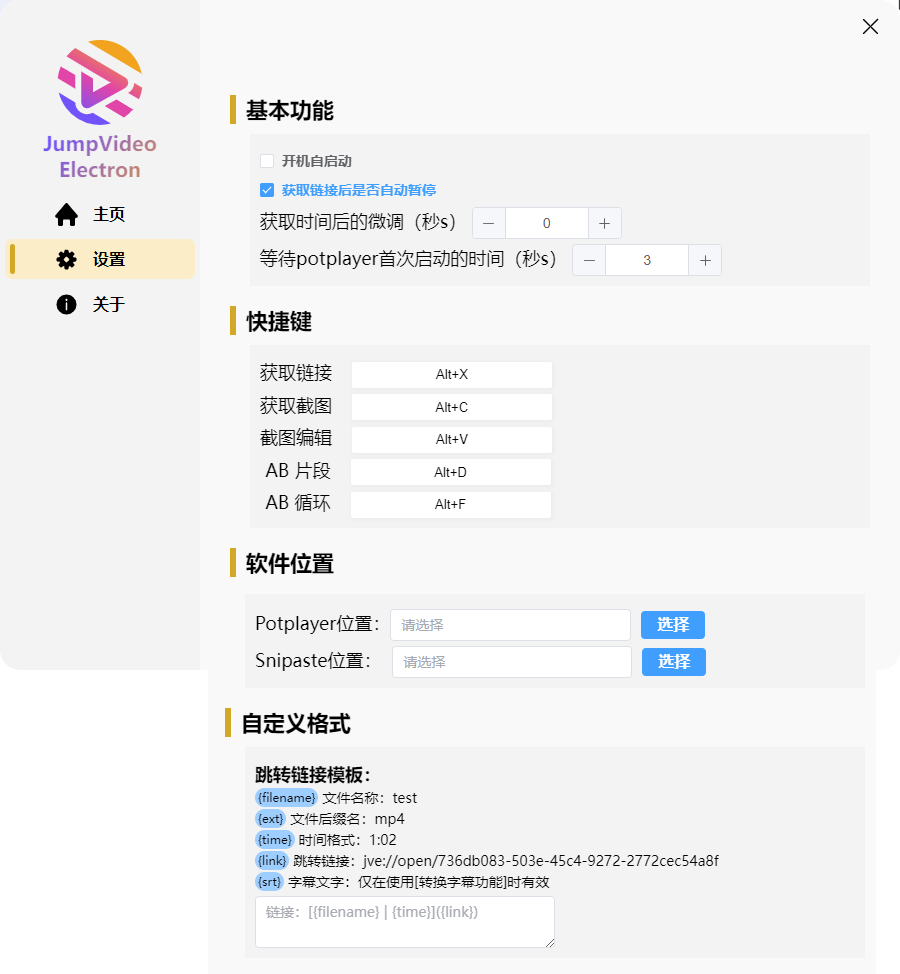 JumpVideo
Electron
主页
设置
关于
基本功能
开机自启动
获取链接后是否自动暂停
获取时间后的微调（秒s） 0
等待potplayer首次启动的时间（秒s） 3
快捷键
获取链接 Alt+X
获取截图 Alt+C
截图编辑 Alt+V
AB 片段 Alt+D
AB 循环 Alt+F
软件位置
Potplayer位置： 请选择 选择
Snipaste位置： 请选择 选择
自定义格式
跳转链接模板：
{filename} 文件名称：test
{ext} 文件后缀名：mp4
{time} 时间格式：1:02
{link} 跳转链接：jve://open/736db083-503e-45c4-9272-2772cec54a8f
{srt} 字幕文字：仅在使用[转换字幕功能]时有效
链接：[{filename} | {time}]({link})